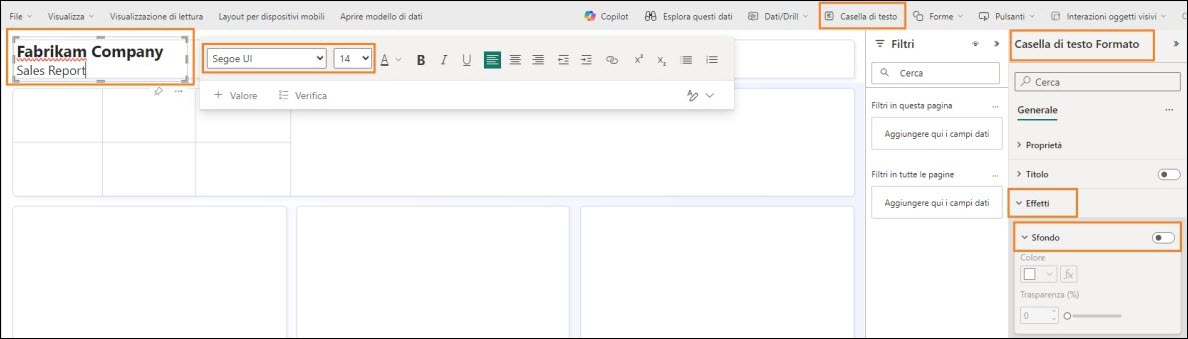 File Visualizza Visualizzazione di lettura Layout per dispositivi mobili Aprire modello di dati Copilot Esplora questi dati Dati/Drill Casella di testo Forme Pulsanti Interazioni oggetti visivi
Fabrikam Company
Sales Report
Segoe UI 14 A B I U x² x₂
+ Valore Verifica
Filtri
Cerca
Filtri in questa pagina ...
Aggiungere qui i campi dati
Filtri in tutte le pagine ...
Aggiungere qui i campi dati
Casella di testo Formato
Cerca
Generale ...
Proprietà
Titolo
Effetti
Sfondo
Colore
fx
Trasparenza (%)
0